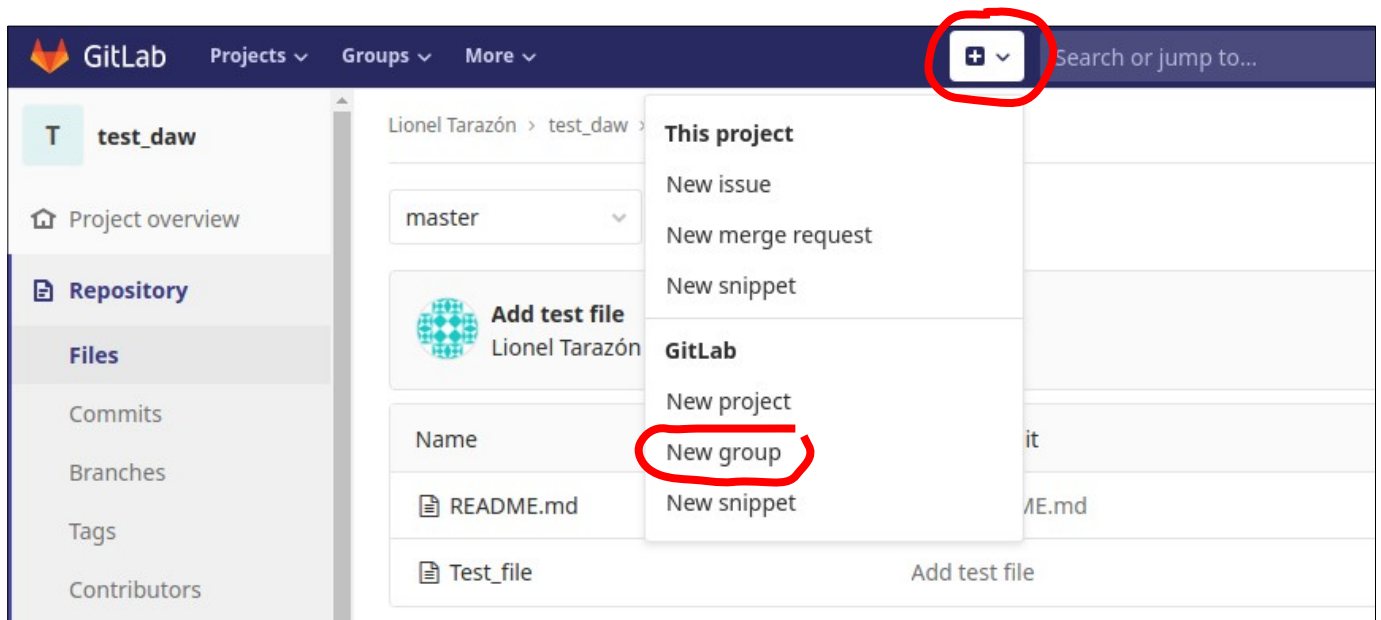 GitLab Projects Groups More Search or jump to...
T test_daw
Lionel Tarazón > test_daw >
This project
New issue
New merge request
New snippet
GitLab
New project
New group
New snippet
Project overview
Repository
Files
Commits
Branches
Tags
Contributors
master
Add test file
Lionel Tarazón
Name
README.md
ME.md
Test_file Add test file